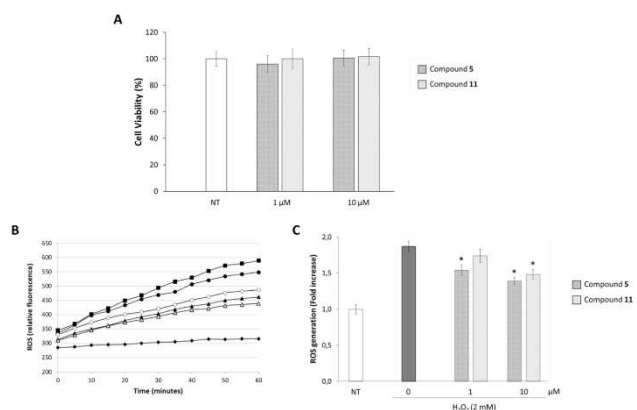 A
Cell Viability (%)
140
120
100
80
60
40
20
0
NT
1 µM
10 µM
Compound 5
Compound 11
B
ROS (relative fluorescence)
650
600
550
500
450
400
350
300
250
200
0
10
20
30
40
50
60
Time (minutes)
C
ROS generation (Fold increase)
2,0
1,5
1,0
0,5
0,0
*
* *
NT
0
1
10
µM
H₂O₂ (2 mM)
Compound 5
Compound 11